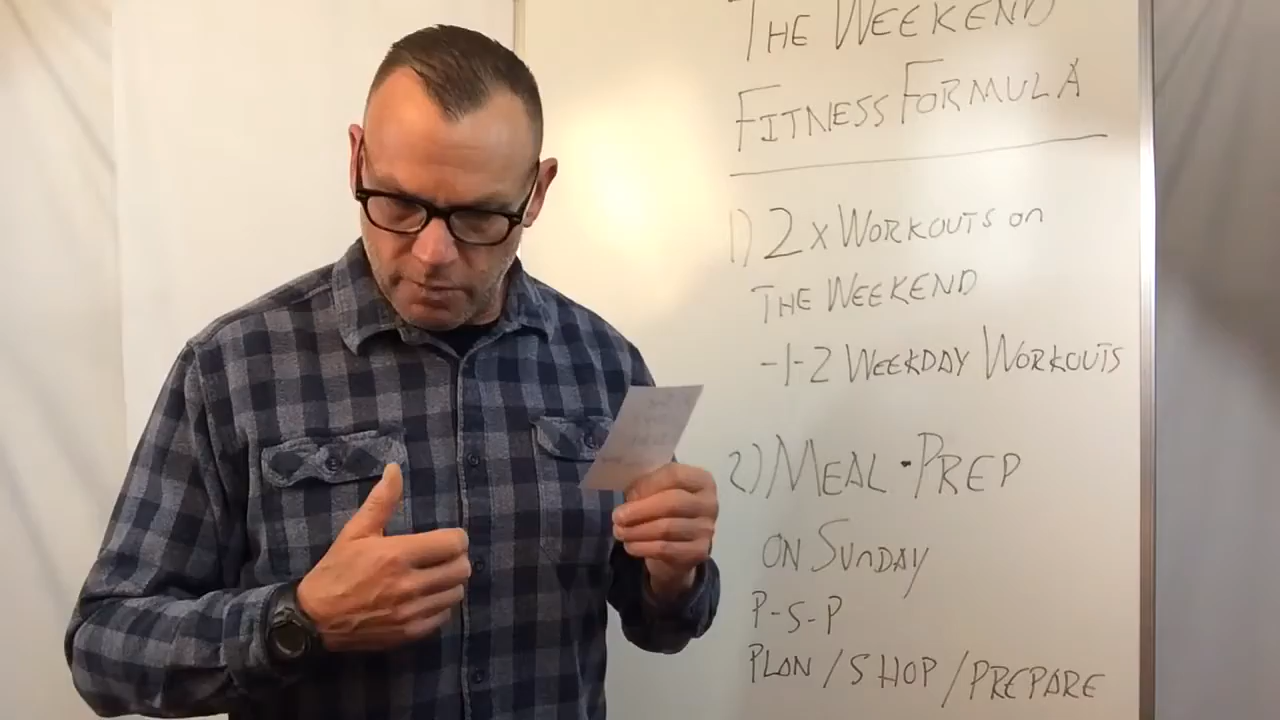 THE WEEKEND
FITNESS FORMULA
1) 2 x WORKOUTS on
THE WEEKEND
-1-2 WEEKDAY WORKOUTS
2) MEAL-PREP
ON SUNDAY
P-S-P
PLAN / SHOP / PREPARE